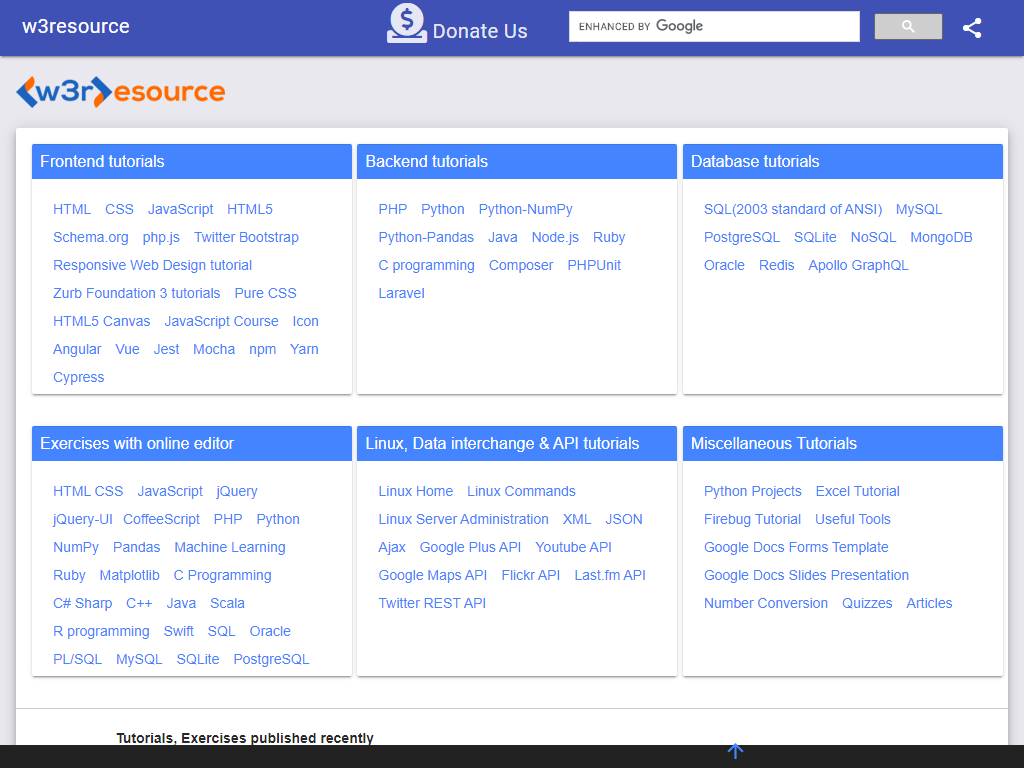 w3resource
Donate Us
ENHANCED BY Google
w3resource
Frontend tutorials
HTML CSS JavaScript HTML5
Schema.org php.js Twitter Bootstrap
Responsive Web Design tutorial
Zurb Foundation 3 tutorials Pure CSS
HTML5 Canvas JavaScript Course Icon
Angular Vue Jest Mocha npm Yarn
Cypress
Backend tutorials
PHP Python Python-NumPy
Python-Pandas Java Node.js Ruby
C programming Composer PHPUnit
Laravel
Database tutorials
SQL(2003 standard of ANSI) MySQL
PostgreSQL SQLite NoSQL MongoDB
Oracle Redis Apollo GraphQL
Exercises with online editor
HTML CSS JavaScript jQuery
jQuery-UI CoffeeScript PHP Python
NumPy Pandas Machine Learning
Ruby Matplotlib C Programming
C# Sharp C++ Java Scala
R programming Swift SQL Oracle
PL/SQL MySQL SQLite PostgreSQL
Linux, Data interchange & API tutorials
Linux Home Linux Commands
Linux Server Administration XML JSON
Ajax Google Plus API Youtube API
Google Maps API Flickr API Last.fm API
Twitter REST API
Miscellaneous Tutorials
Python Projects Excel Tutorial
Firebug Tutorial Useful Tools
Google Docs Forms Template
Google Docs Slides Presentation
Number Conversion Quizzes Articles
Tutorials, Exercises published recently